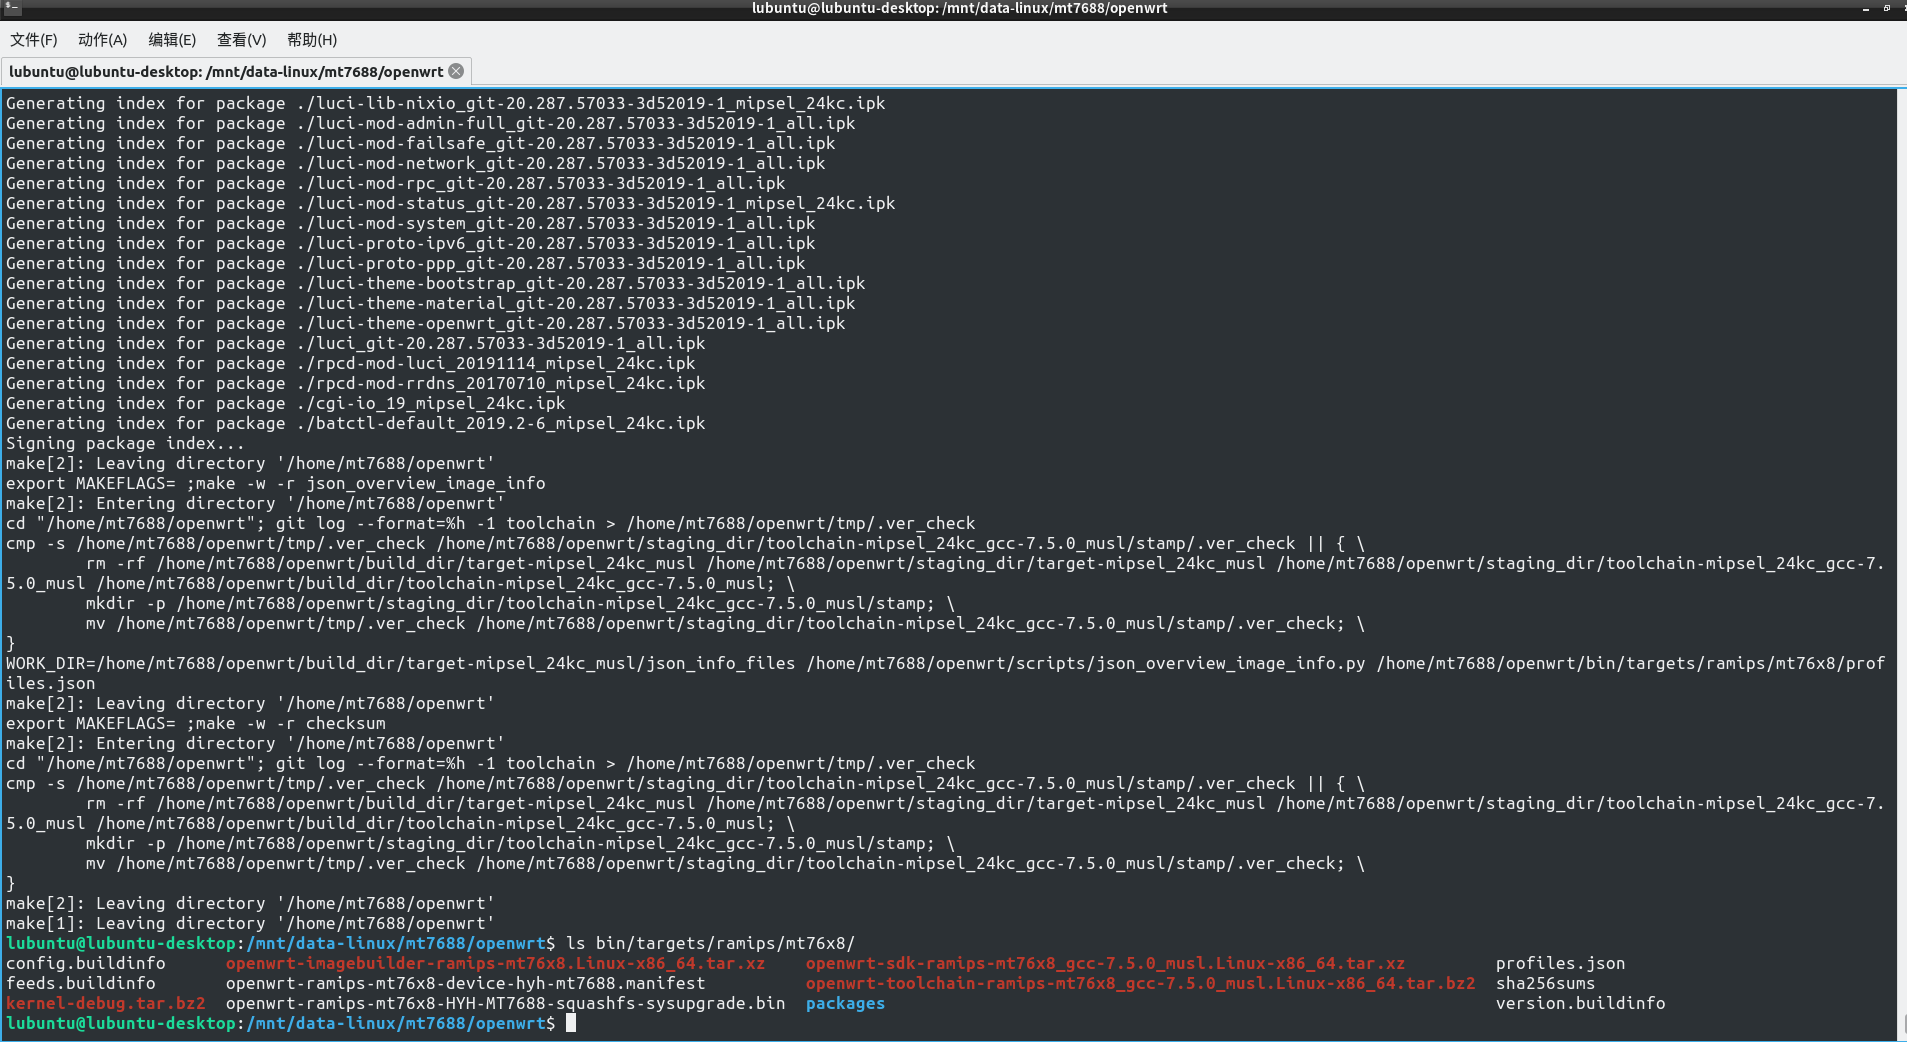 lubuntu@lubuntu-desktop: /mnt/data-linux/mt7688/openwrt
文件(F) 动作(A) 编辑(E) 查看(V) 帮助(H)
lubuntu@lubuntu-desktop: /mnt/data-linux/mt7688/openwrt
Generating index for package ./luci-lib-nixio_git-20.287.57033-3d52019-1_mipsel_24kc.ipk
Generating index for package ./luci-mod-admin-full_git-20.287.57033-3d52019-1_all.ipk
Generating index for package ./luci-mod-failsafe_git-20.287.57033-3d52019-1_all.ipk
Generating index for package ./luci-mod-network_git-20.287.57033-3d52019-1_all.ipk
Generating index for package ./luci-mod-rpc_git-20.287.57033-3d52019-1_all.ipk
Generating index for package ./luci-mod-status_git-20.287.57033-3d52019-1_mipsel_24kc.ipk
Generating index for package ./luci-mod-system_git-20.287.57033-3d52019-1_all.ipk
Generating index for package ./luci-proto-ipv6_git-20.287.57033-3d52019-1_all.ipk
Generating index for package ./luci-proto-ppp_git-20.287.57033-3d52019-1_all.ipk
Generating index for package ./luci-theme-bootstrap_git-20.287.57033-3d52019-1_all.ipk
Generating index for package ./luci-theme-material_git-20.287.57033-3d52019-1_all.ipk
Generating index for package ./luci-theme-openwrt_git-20.287.57033-3d52019-1_all.ipk
Generating index for package ./luci_git-20.287.57033-3d52019-1_all.ipk
Generating index for package ./rpcd-mod-luci_20191114_mipsel_24kc.ipk
Generating index for package ./rpcd-mod-rrdns_20170710_mipsel_24kc.ipk
Generating index for package ./cgi-io_19_mipsel_24kc.ipk
Generating index for package ./batctl-default_2019.2-6_mipsel_24kc.ipk
Signing package index...
make[2]: Leaving directory '/home/mt7688/openwrt'
export MAKEFLAGS= ;make -w -r json_overview_image_info
make[2]: Entering directory '/home/mt7688/openwrt'
cd "/home/mt7688/openwrt"; git log --format=%h -1 toolchain > /home/mt7688/openwrt/tmp/.ver_check
cmp -s /home/mt7688/openwrt/tmp/.ver_check /home/mt7688/openwrt/staging_dir/toolchain-mipsel_24kc_gcc-7.5.0_musl/stamp/.ver_check || { \
rm -rf /home/mt7688/openwrt/build_dir/target-mipsel_24kc_musl /home/mt7688/openwrt/staging_dir/target-mipsel_24kc_musl /home/mt7688/openwrt/staging_dir/toolchain-mipsel_24kc_gcc-7.
5.0_musl /home/mt7688/openwrt/build_dir/toolchain-mipsel_24kc_gcc-7.5.0_musl; \
mkdir -p /home/mt7688/openwrt/staging_dir/toolchain-mipsel_24kc_gcc-7.5.0_musl/stamp; \
mv /home/mt7688/openwrt/tmp/.ver_check /home/mt7688/openwrt/staging_dir/toolchain-mipsel_24kc_gcc-7.5.0_musl/stamp/.ver_check; \
}
WORK_DIR=/home/mt7688/openwrt/build_dir/target-mipsel_24kc_musl/json_info_files /home/mt7688/openwrt/scripts/json_overview_image_info.py /home/mt7688/openwrt/bin/targets/ramips/mt76x8/prof
iles.json
make[2]: Leaving directory '/home/mt7688/openwrt'
export MAKEFLAGS= ;make -w -r checksum
make[2]: Entering directory '/home/mt7688/openwrt'
cd "/home/mt7688/openwrt"; git log --format=%h -1 toolchain > /home/mt7688/openwrt/tmp/.ver_check
cmp -s /home/mt7688/openwrt/tmp/.ver_check /home/mt7688/openwrt/staging_dir/toolchain-mipsel_24kc_gcc-7.5.0_musl/stamp/.ver_check || { \
rm -rf /home/mt7688/openwrt/build_dir/target-mipsel_24kc_musl /home/mt7688/openwrt/staging_dir/target-mipsel_24kc_musl /home/mt7688/openwrt/staging_dir/toolchain-mipsel_24kc_gcc-7.
5.0_musl /home/mt7688/openwrt/build_dir/toolchain-mipsel_24kc_gcc-7.5.0_musl; \
mkdir -p /home/mt7688/openwrt/staging_dir/toolchain-mipsel_24kc_gcc-7.5.0_musl/stamp; \
mv /home/mt7688/openwrt/tmp/.ver_check /home/mt7688/openwrt/staging_dir/toolchain-mipsel_24kc_gcc-7.5.0_musl/stamp/.ver_check; \
}
make[2]: Leaving directory '/home/mt7688/openwrt'
make[1]: Leaving directory '/home/mt7688/openwrt'
lubuntu@lubuntu-desktop:/mnt/data-linux/mt7688/openwrt$ ls bin/targets/ramips/mt76x8/
config.buildinfo openwrt-imagebuilder-ramips-mt76x8.Linux-x86_64.tar.xz openwrt-sdk-ramips-mt76x8_gcc-7.5.0_musl.Linux-x86_64.tar.xz profiles.json
feeds.buildinfo openwrt-ramips-mt76x8-device-hyh-mt7688.manifest openwrt-toolchain-ramips-mt76x8_gcc-7.5.0_musl.Linux-x86_64.tar.bz2 sha256sums
kernel-debug.tar.bz2 openwrt-ramips-mt76x8-HYH-MT7688-squashfs-sysupgrade.bin packages version.buildinfo
lubuntu@lubuntu-desktop:/mnt/data-linux/mt7688/openwrt$